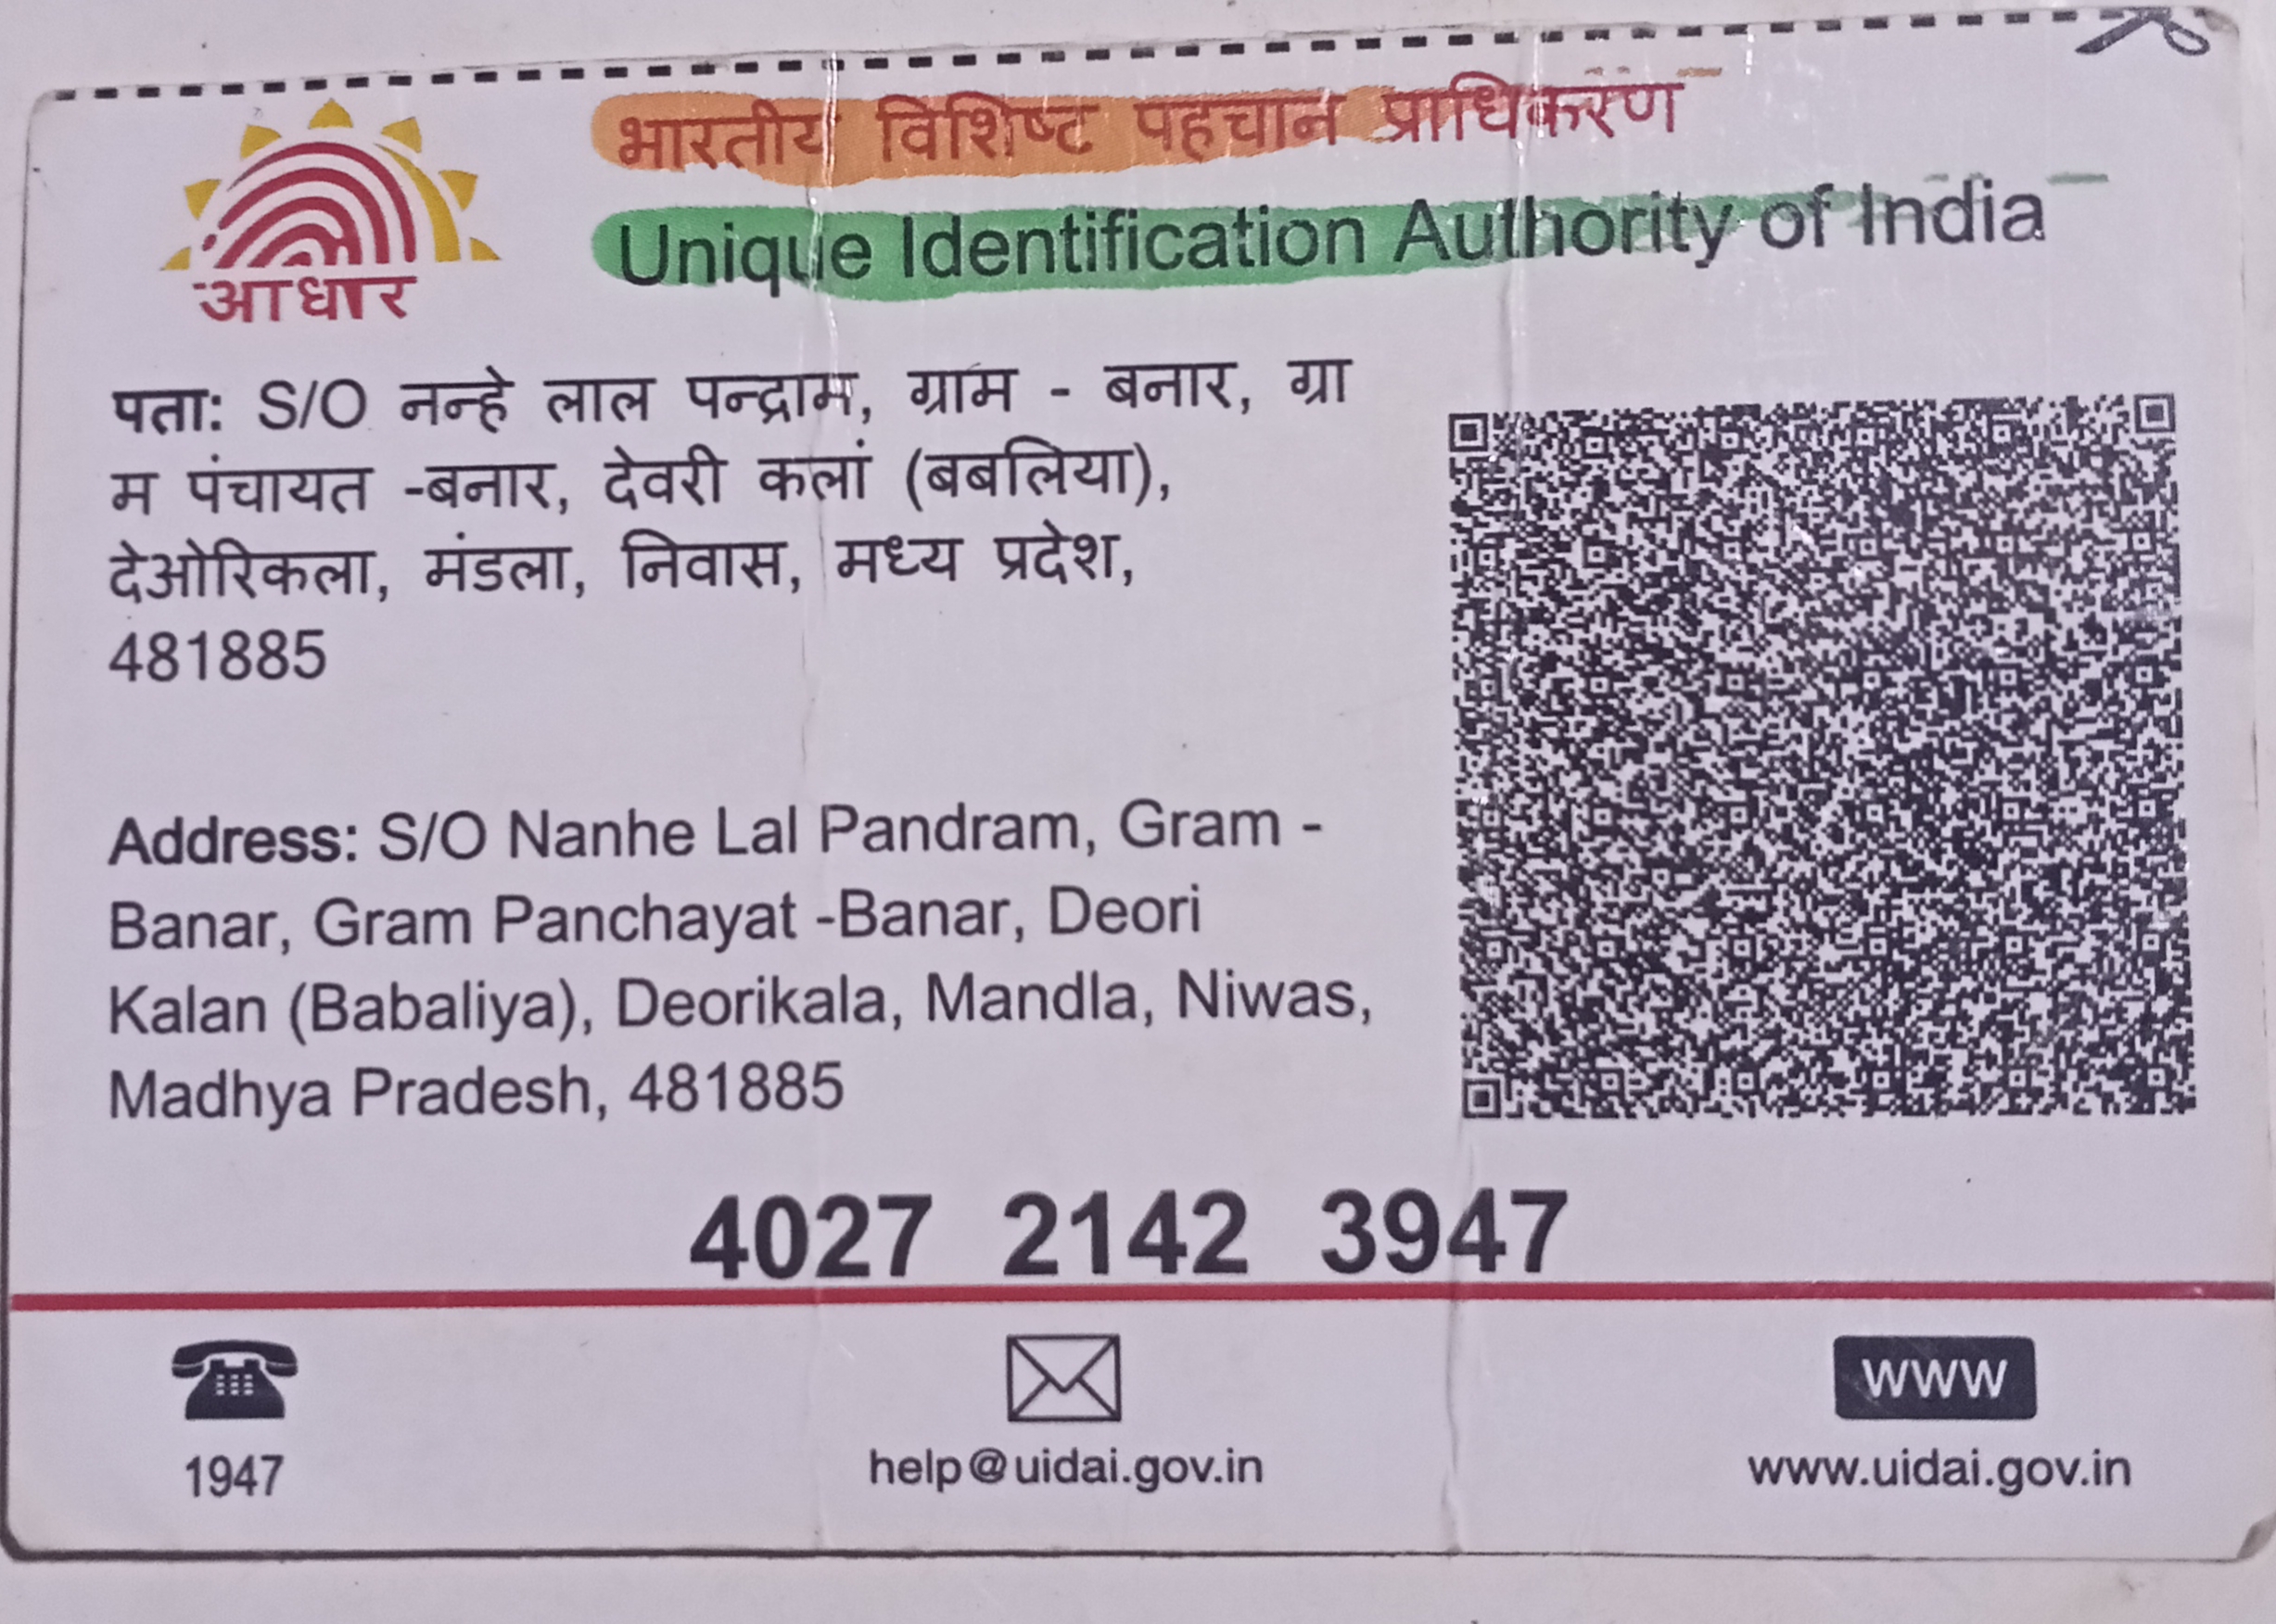 भारतीय विशिष्ट पहचान प्राधिकरण
Unique Identification Authority of India
आधार
पता: S/O नन्हे लाल पन्द्राम, ग्राम - बनार, ग्रा
म पंचायत -बनार, देवरी कलां (बबलिया),
देओरिकला, मंडला, निवास, मध्य प्रदेश,
481885
Address: S/O Nanhe Lal Pandram, Gram -
Banar, Gram Panchayat -Banar, Deori
Kalan (Babaliya), Deorikala, Mandla, Niwas,
Madhya Pradesh, 481885
4027 2142 3947
1947
help@uidai.gov.in
www
www.uidai.gov.in